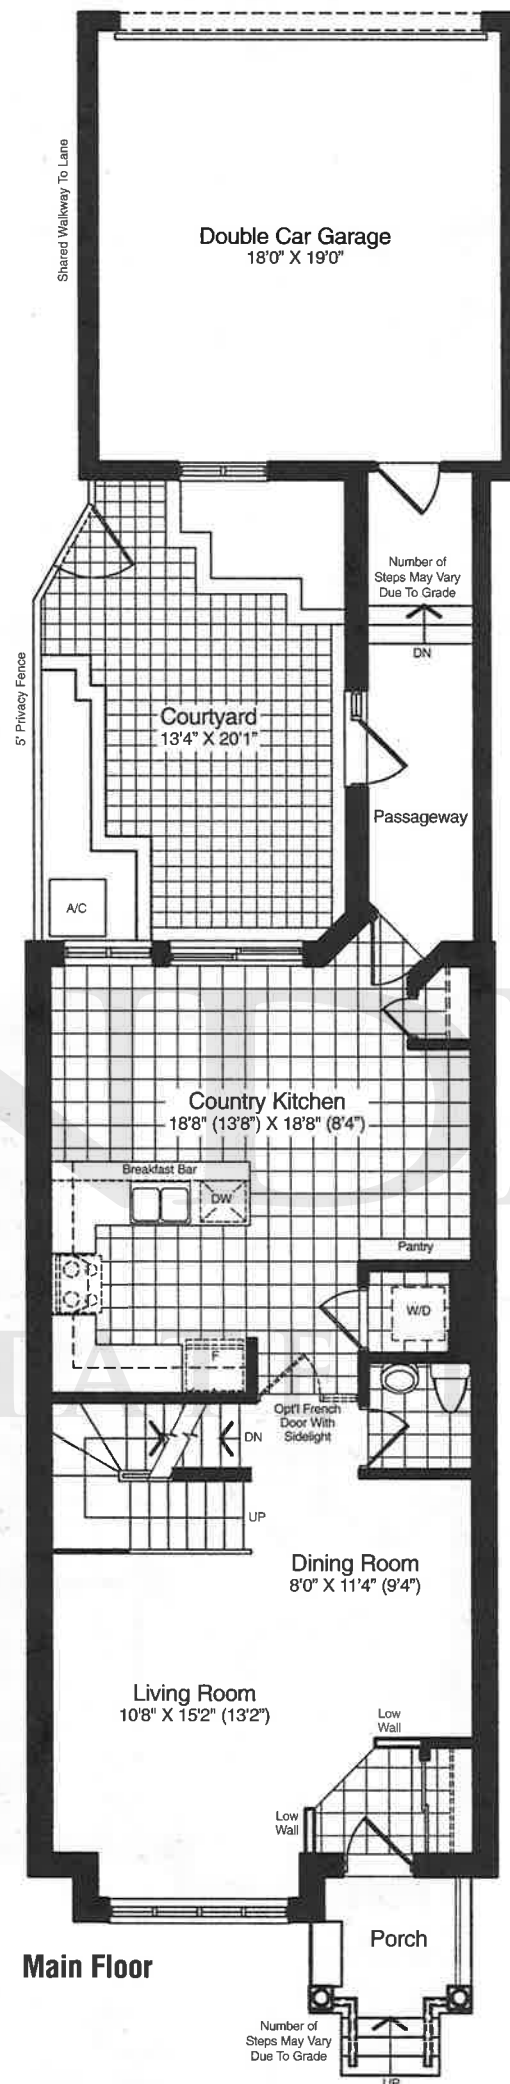 Shared Walkway To Lane
Double Car Garage
18'0" X 19'0"
Number of
Steps May Vary
Due To Grade
DN
5' Privacy Fence
Courtyard
13'4" X 20'1"
Passageway
A/C
Country Kitchen
18'8" (13'8") X 18'8" (8'4")
Breakfast Bar
DW
Pantry
W/D
F
Opt'l French
Door With
Sidelight
DN
UP
Dining Room
8'0" X 11'4" (9'4")
Living Room
10'8" X 15'2" (13'2")
Low
Wall
Low
Wall
Porch
Main Floor
Number of
Steps May Vary
Due To Grade
UP